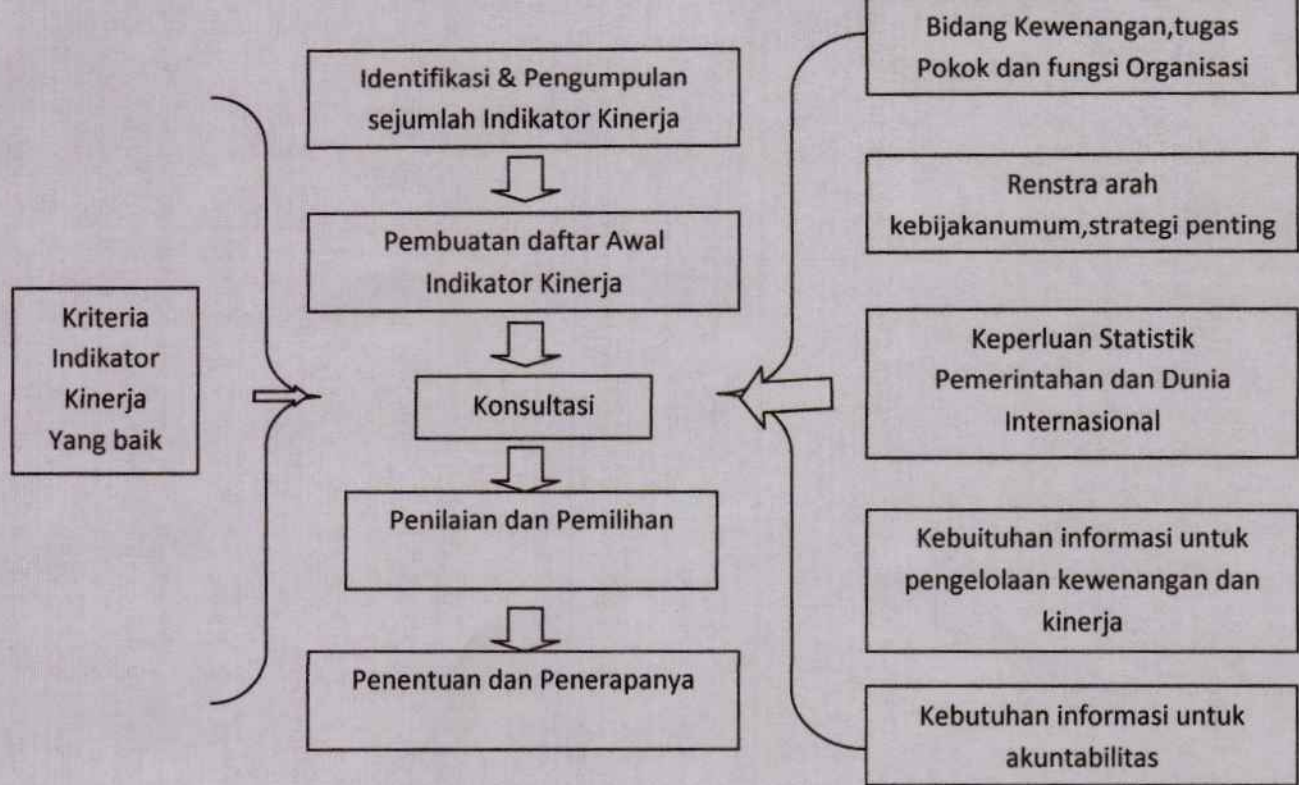 Kriteria
Indikator
Kinerja
Yang baik
Identifikasi & Pengumpulan
sejumlah Indikator Kinerja
Pembuatan daftar Awal
Indikator Kinerja
Konsultasi
Penilaian dan Pemilihan
Penentuan dan Penerapanya
Bidang Kewenangan,tugas
Pokok dan fungsi Organisasi
Renstra arah
kebijakanumum,strategi penting
Keperluan Statistik
Pemerintahan dan Dunia
Internasional
Kebuituhan informasi untuk
pengelolaan kewenangan dan
kinerja
Kebutuhan informasi untuk
akuntabilitas